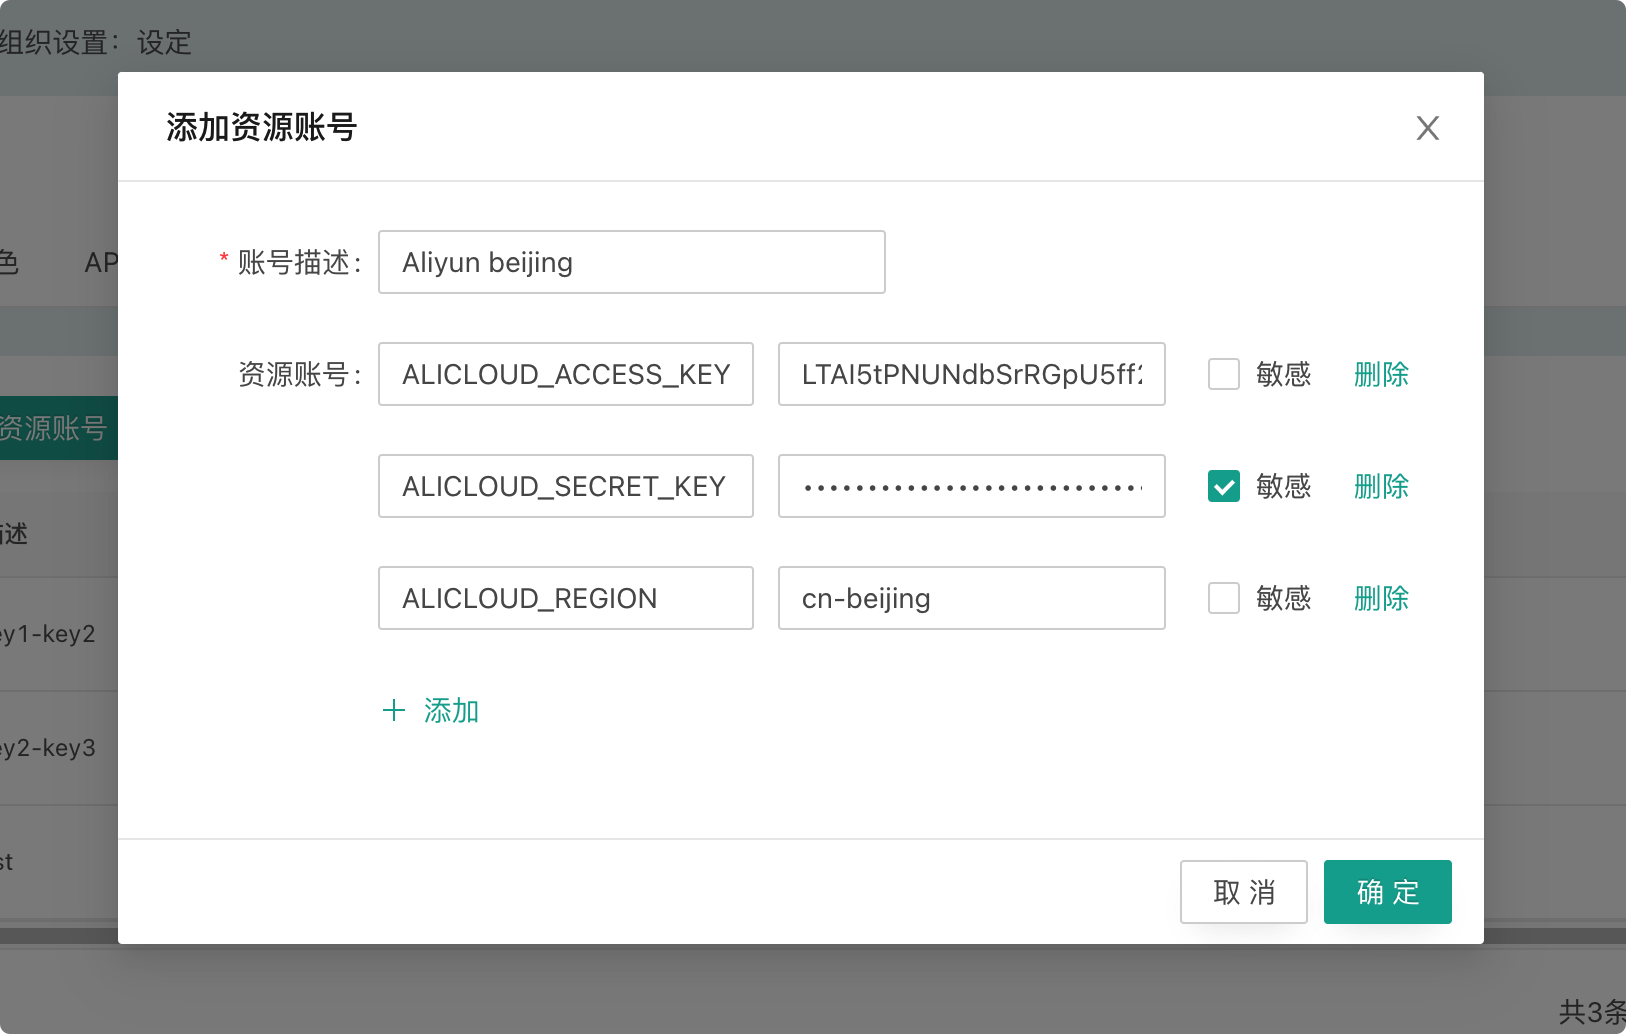 组织设置：设定
添加资源账号
AP
* 账号描述： Aliyun beijing
资源账号： ALICLOUD_ACCESS_KEY LTAI5tPNUNdbSrRGpU5ff 敏感 删除
资源账号
ALICLOUD_SECRET_KEY •••••••••••••••••••••••••• 敏感 删除
述
ALICLOUD_REGION cn-beijing 敏感 删除
ey1-key2
+ 添加
ey2-key3
st
取 消 确 定
共3条